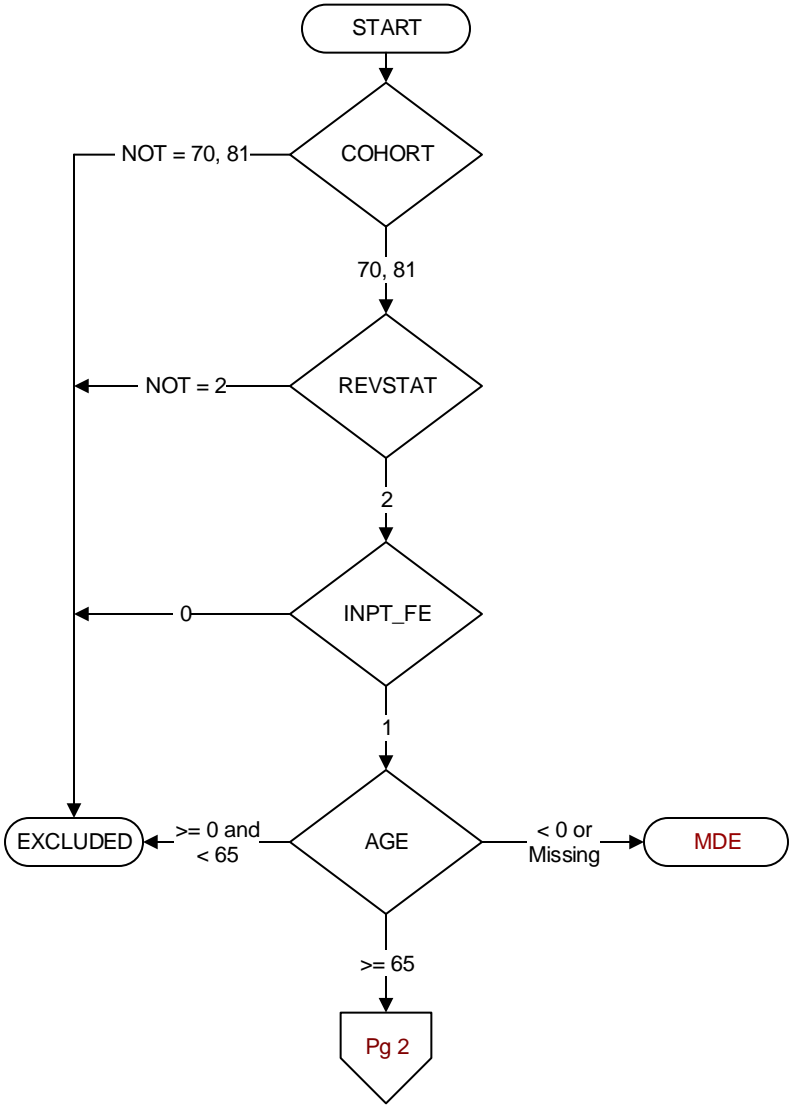 START
COHORT
NOT = 70, 81
70, 81
REVSTAT
NOT = 2
2
INPT_FE
0
1
AGE
EXCLUDED
>= 0 and
< 65
< 0 or
Missing
MDE
>= 65
Pg 2